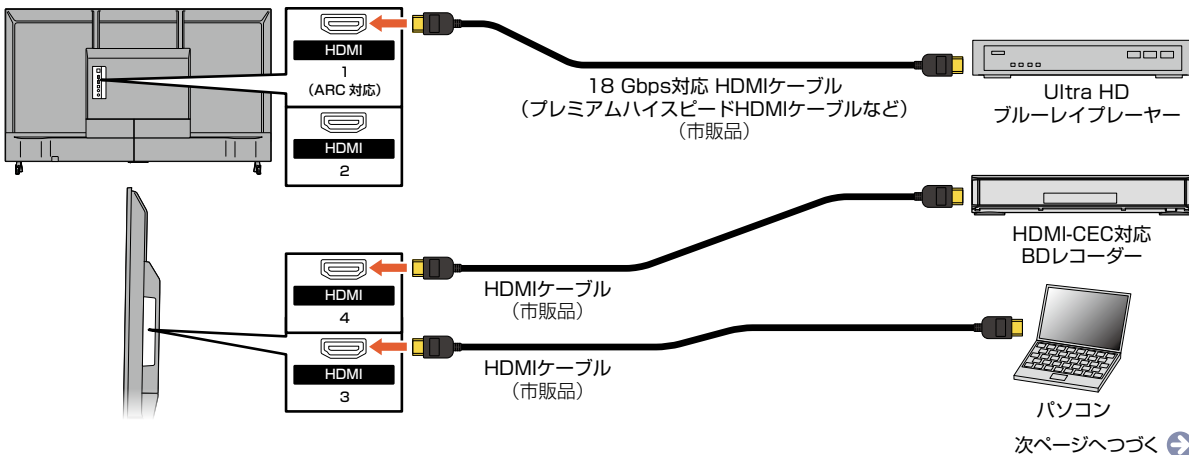 HDMI
1
(ARC 対応)
HDMI
2
18 Gbps対応 HDMIケーブル
(プレミアムハイスピードHDMIケーブルなど)
(市販品)
Ultra HD
ブルーレイプレーヤー
HDMI
4
HDMIケーブル
(市販品)
HDMI-CEC対応
BDレコーダー
HDMI
3
HDMIケーブル
(市販品)
パソコン
次ページへつづく